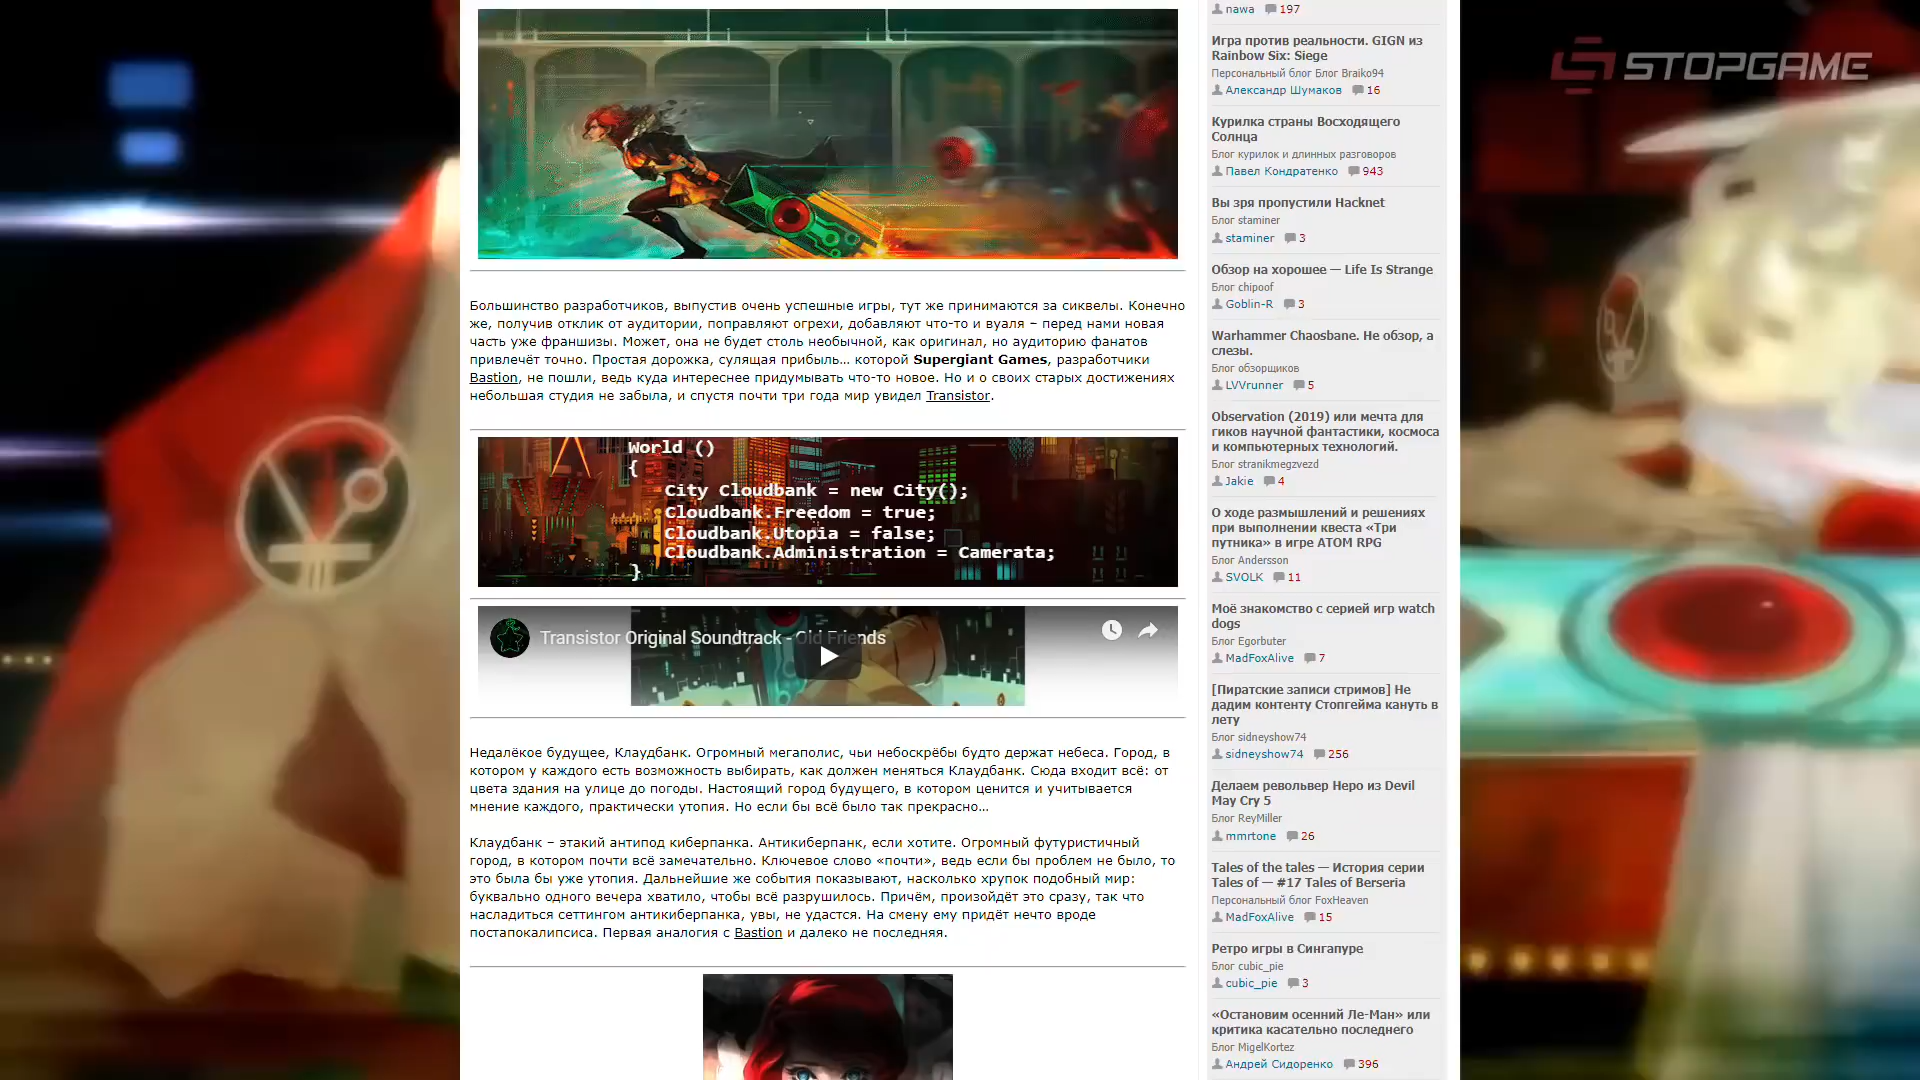 Большинство разработчиков, выпустив очень успешные игры, тут же принимаются за сиквелы. Конечно
же, получив отклик от аудитории, поправляют огрехи, добавляют что-то и вуаля – перед нами новая
часть уже франшизы. Может, она не будет столь необычной, как оригинал, но аудиторию фанатов
привлечёт точно. Простая дорожка, сулящая прибыль... которой Supergiant Games, разработчики
Bastion, не пошли, ведь куда интереснее придумывать что-то новое. Но и о своих старых достижениях
небольшая студия не забыла, и спустя почти три года мир увидел Transistor.
World ()
{
City Cloudbank = new City();
Cloudbank.Freedom = true;
Cloudbank.Utopia = false;
Cloudbank.Administration = Camerata;
}
Transistor Original Soundtrack - Old Friends
Недалёкое будущее, Клаудбанк. Огромный мегаполис, чьи небоскрёбы будто держат небеса. Город, в
котором у каждого есть возможность выбирать, как должен меняться Клаудбанк. Сюда входит всё: от
цвета здания на улице до погоды. Настоящий город будущего, в котором ценится и учитывается
мнение каждого, практически утопия. Но если бы всё было так прекрасно...
Клаудбанк – этакий антипод киберпанка. Антикиберпанк, если хотите. Огромный футуристичный
город, в котором почти всё замечательно. Ключевое слово «почти», ведь если бы проблем не было, то
это была бы уже утопия. Дальнейшие же события показывают, насколько хрупок подобный мир:
буквально одного вечера хватило, чтобы всё разрушилось. Причём, произойдёт это сразу, так что
насладиться сеттингом антикиберпанка, увы, не удастся. На смену ему придёт нечто вроде
постапокалипсиса. Первая аналогия с Bastion и далеко не последняя.
nawa 197
Игра против реальности. GIGN из
Rainbow Six: Siege
Персональный блог Блог Braiko94
Александр Шумаков 16
Курилка страны Восходящего
Солнца
Блог курилок и длинных разговоров
Павел Кондратенко 943
Вы зря пропустили Hacknet
Блог staminer
staminer 3
Обзор на хорошее — Life Is Strange
Блог chipoof
Goblin-R 3
Warhammer Chaosbane. Не обзор, а
слезы.
Блог обзорщиков
LVVrunner 5
Observation (2019) или мечта для
гиков научной фантастики, космоса
и компьютерных технологий.
Блог stranikmegzvezd
Jakie 4
О ходе размышлений и решениях
при выполнении квеста «Три
путника» в игре ATOM RPG
Блог Andersson
SVOLK 11
Моё знакомство с серией игр watch
dogs
Блог Egorbuter
MadFoxAlive 7
[Пиратские записи стримов] Не
дадим контенту Стопгейма кануть в
лету
Блог sidneyshow74
sidneyshow74 256
Делаем револьвер Неро из Devil
May Cry 5
Блог ReyMiller
mmrtone 26
Tales of the tales — История серии
Tales of — #17 Tales of Berseria
Персональный блог FoxHeaven
MadFoxAlive 15
Ретро игры в Сингапуре
Блог cubic_pie
cubic_pie 3
«Остановим осенний Ле-Ман» или
критика касательно последнего
Блог MigelKortez
Андрей Сидоренко 396
STOPGAME